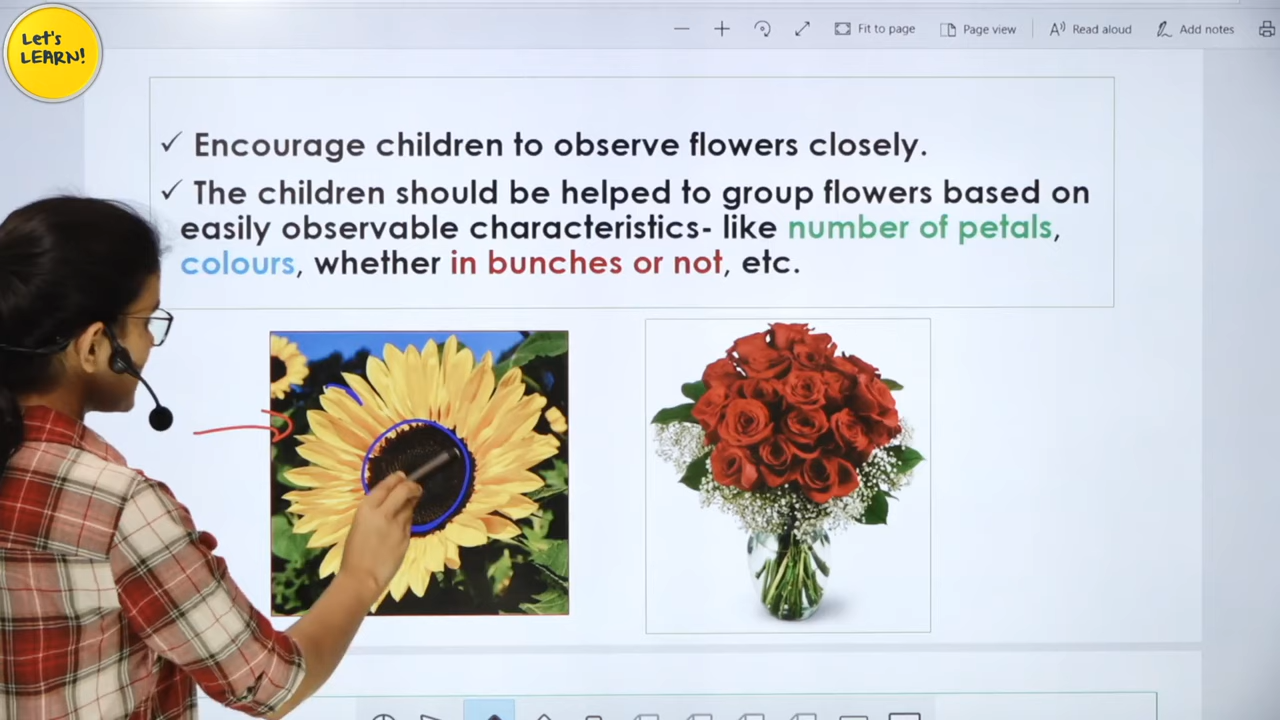 Let's
LEARN!
Fit to page
Page view
Read aloud
Add notes
✓ Encourage children to observe flowers closely.
✓ The children should be helped to group flowers based on
easily observable characteristics- like number of petals,
colours, whether in bunches or not, etc.